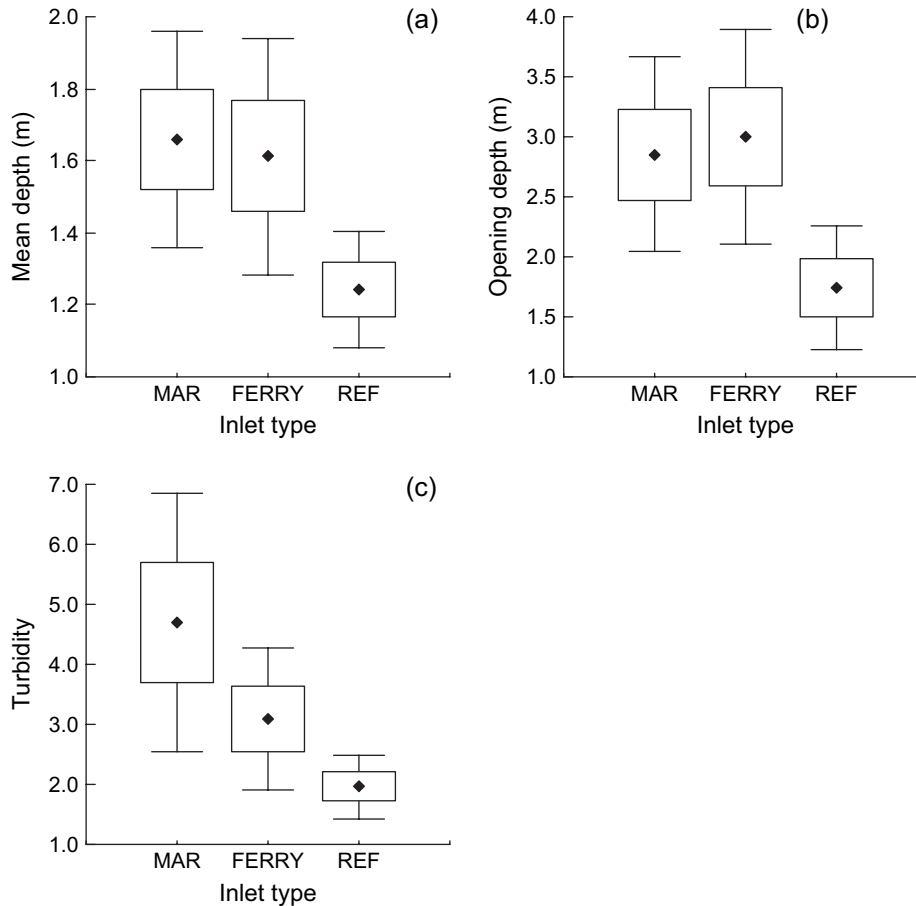 (a)
Mean depth (m)
2.0
1.8
1.6
1.4
1.2
1.0
MAR FERRY REF
Inlet type
(b)
Opening depth (m)
4.0
3.5
3.0
2.5
2.0
1.5
1.0
MAR FERRY REF
Inlet type
(c)
Turbidity
7.0
6.0
5.0
4.0
3.0
2.0
1.0
MAR FERRY REF
Inlet type